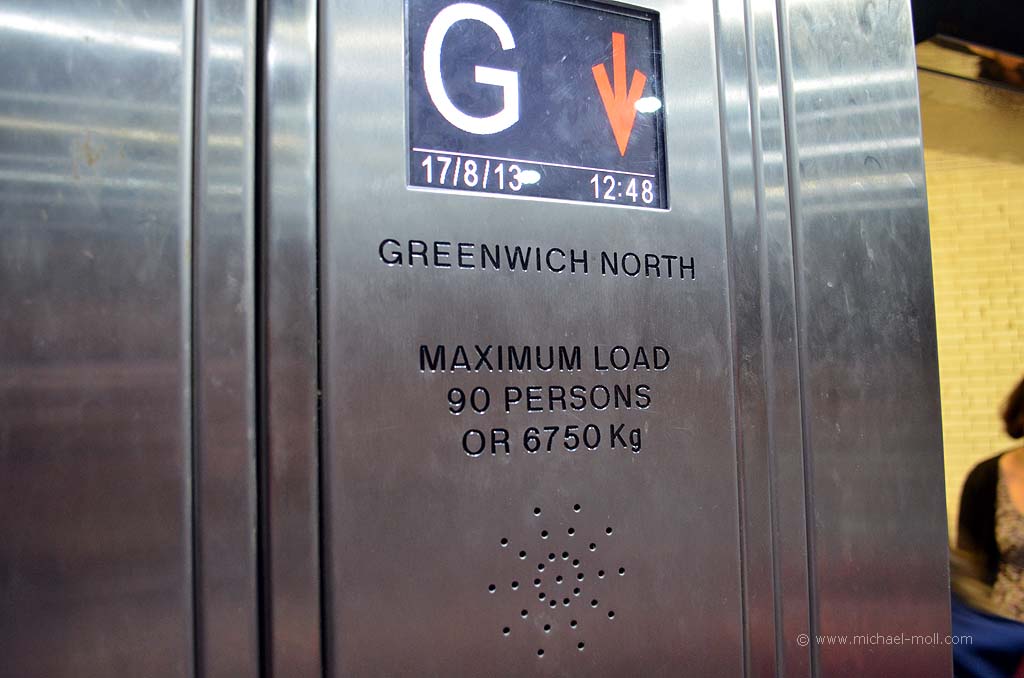 G
17/8/13 12:48
GREENWICH NORTH
MAXIMUM LOAD
90 PERSONS
OR 6750 Kg
© www.michael-moll.com